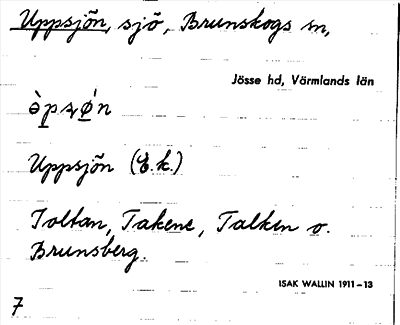 Uppsjön, sjö, Brunskogs sn,
Jösse hd, Värmlands län
Uppsjön (E.k.)
Toltan, Takene, Talken o.
Brunsberg.
ISAK WALLIN 1911-13
7